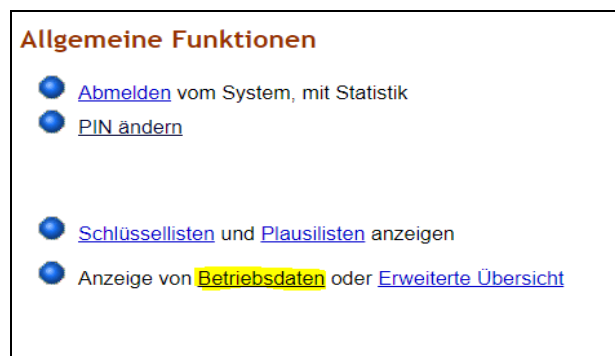 Allgemeine Funktionen
Abmelden vom System, mit Statistik
PIN ändern
Schlüssellisten und Plausilisten anzeigen
Anzeige von Betriebsdaten oder Erweiterte Übersicht